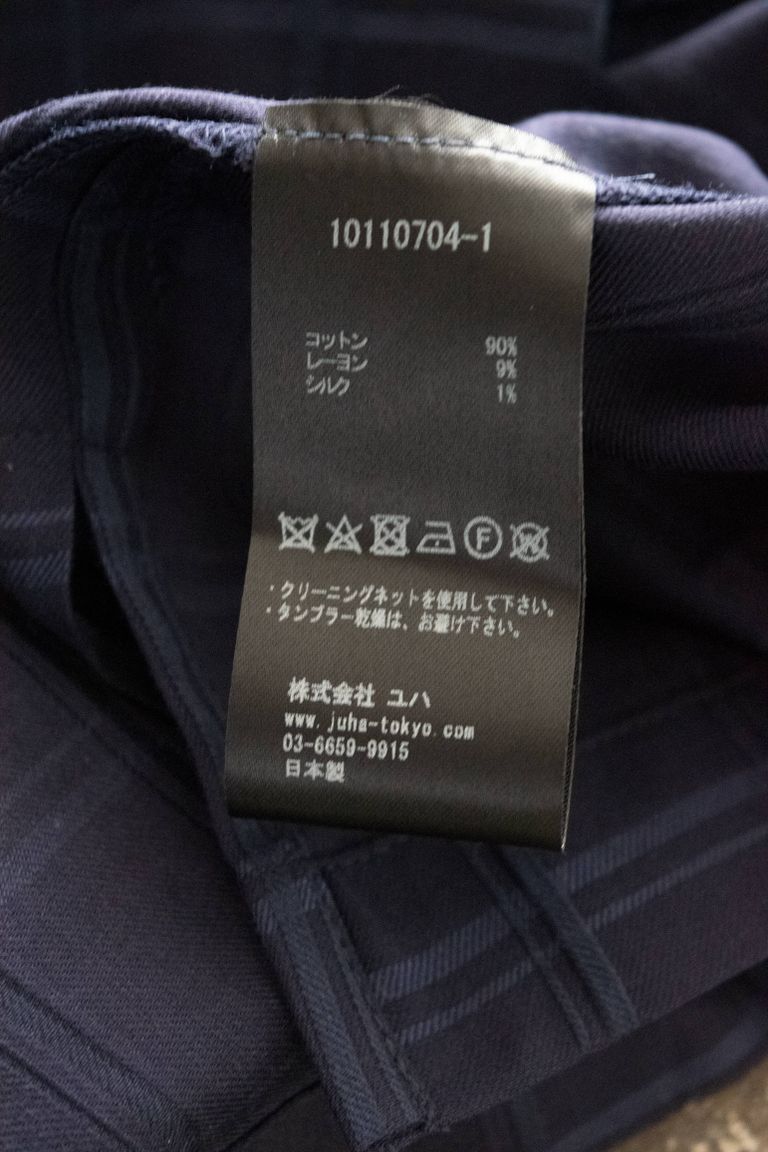 10110704-1
コットン 90%
レーヨン 9%
シルク 1%
F
W
・クリーニングネットを使用して下さい。
・タンブラー乾燥は、お避け下さい。
株式会社 ユハ
www.juha-tokyo.com
03-6659-9915
日本製